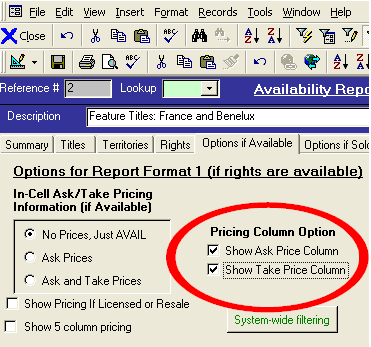 Edit View Insert Format Records Tools Window Help
Close
Reference # 2 Lookup Availability Repo
Description Feature Titles: France and Benelux
Summary Titles Territories Rights Options if Available Options if Sold
Options for Report Format 1 (if rights are available)
In-Cell Ask/Take Pricing
Information (if Available)
No Prices, Just AVAIL
Ask Prices
Ask and Take Prices
Pricing Column Option
Show Ask Price Column
Show Take Price Column
Show Pricing If Licensed or Resale
Show 5 column pricing
System-wide filtering